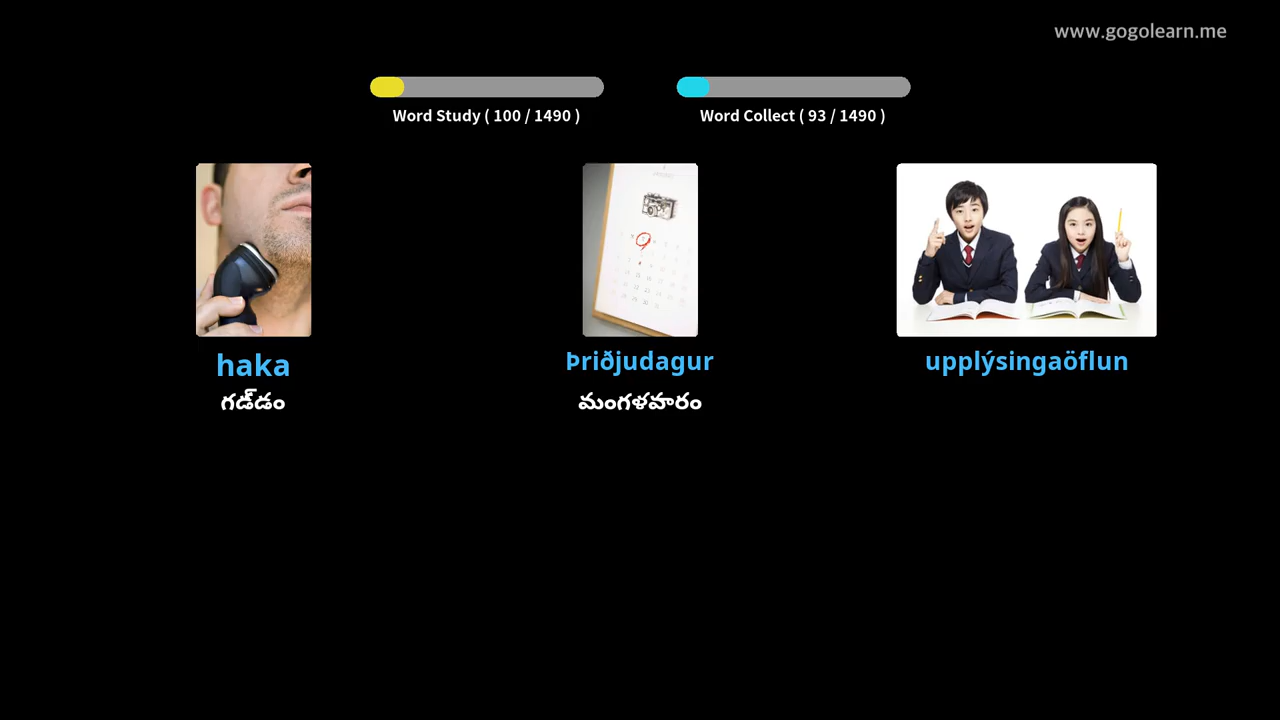 www.gogolearn.me
Word Study ( 100 / 1490 )
Word Collect ( 93 / 1490 )
haka
గడ్డం
Þriðjudagur
మంగళవారం
upplýsingaöflun